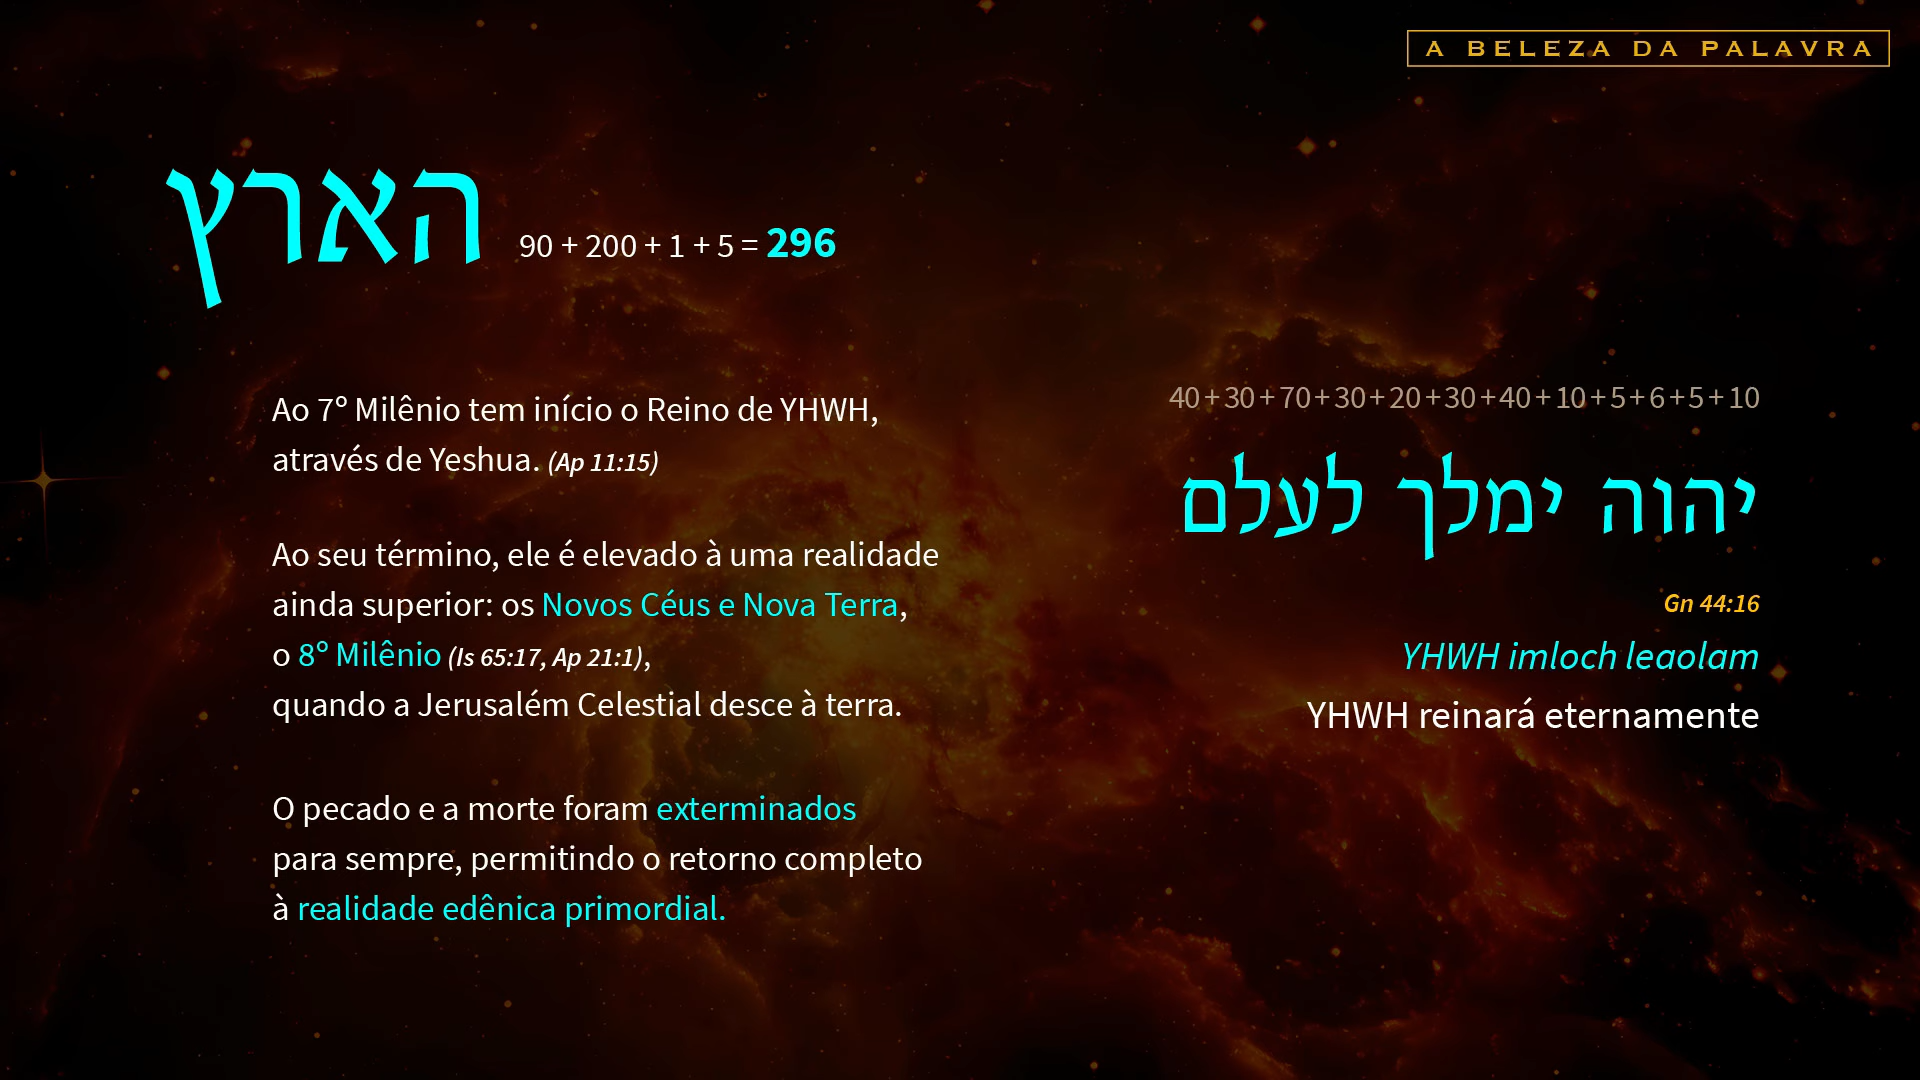 A BELEZA DA PALAVRA
הארץ 90 + 200 + 1 + 5 = 296
Ao 7º Milênio tem início o Reino de YHWH,
através de Yeshua. (Ap 11:15)
Ao seu término, ele é elevado à uma realidade
ainda superior: os Novos Céus e Nova Terra,
o 8º Milênio (Is 65:17, Ap 21:1),
quando a Jerusalém Celestial desce à terra.
O pecado e a morte foram exterminados
para sempre, permitindo o retorno completo
à realidade edênica primordial.
40+30+70+30+20+30+40+10+5+6+5+10
יהוה ימלך לעלם
Gn 44:16
YHWH imloch leaolam
YHWH reinará eternamente